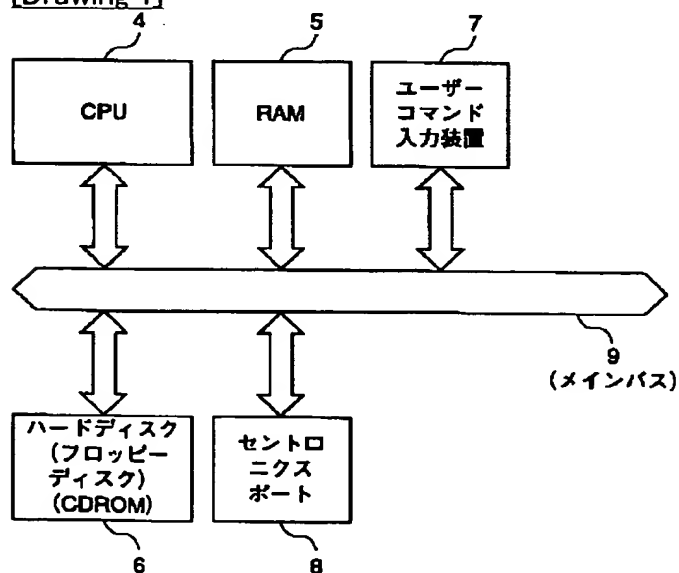 4
5
7
CPU
RAM
ユーザー
コマンド
入力装置
9
(メインバス)
ハードディスク
(フロッピー
ディスク)
(CDROM)
セントロ
ニクス
ポート
6
8